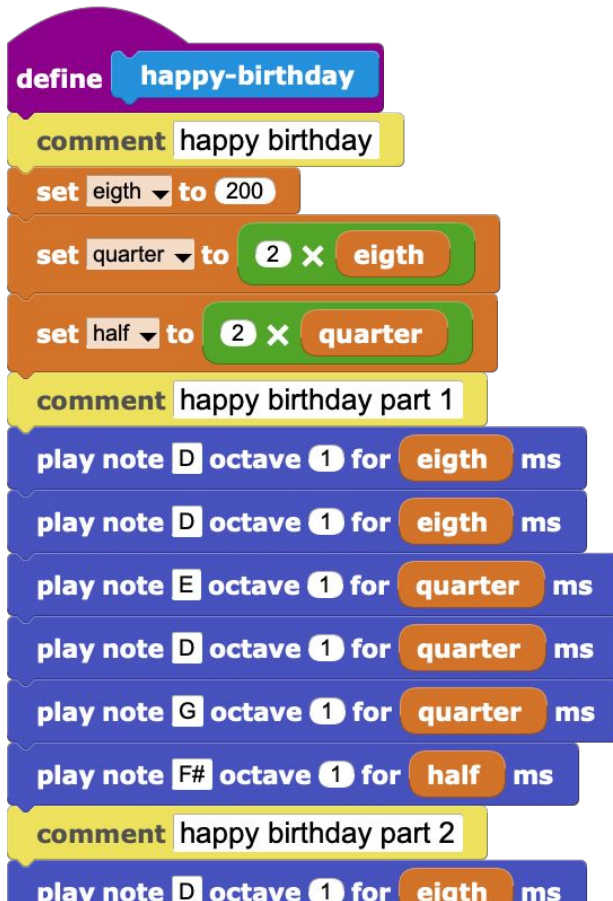 define happy-birthday
comment happy birthday
set eigth to 200
set quarter to 2 × eigth
set half to 2 × quarter
comment happy birthday part 1
play note D octave 1 for eigth ms
play note D octave 1 for eigth ms
play note E octave 1 for quarter ms
play note D octave 1 for quarter ms
play note G octave 1 for quarter ms
play note F# octave 1 for half ms
comment happy birthday part 2
play note D octave 1 for eigth ms